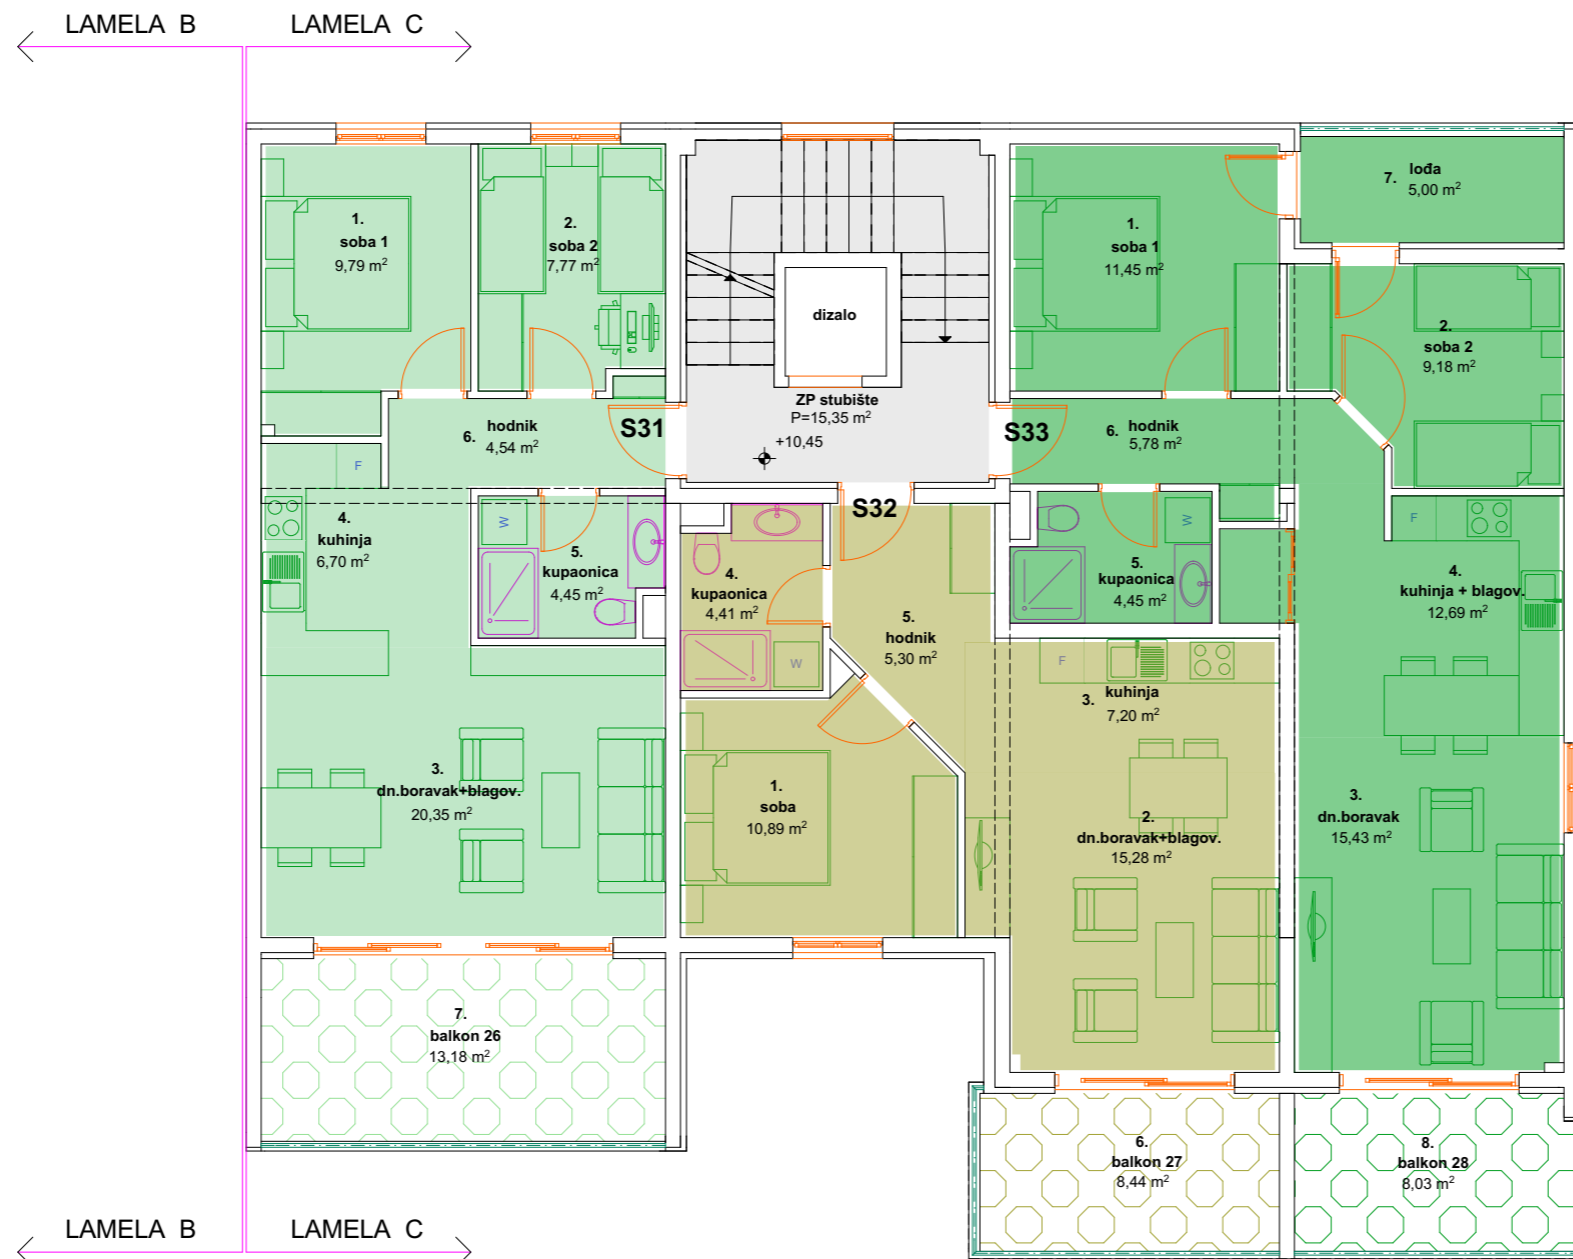 LAMELA B
LAMELA C
1.
soba 1
9,79 m²
2.
soba 2
7,77 m²
6. hodnik
4,54 m²
S31
F
4.
kuhinja
6,70 m²
W
5.
kupaonica
4,45 m²
3.
dn.boravak+blagov.
20,35 m²
7.
balkon 26
13,18 m²
dizalo
ZP stubište
P=15,35 m²
+10,45
S32
4.
kupaonica
4,41 m²
W
5.
hodnik
5,30 m²
1.
soba
10,89 m²
F
3. kuhinja
7,20 m²
2.
dn.boravak+blagov.
15,28 m²
6.
balkon 27
8,44 m²
S33
1.
soba 1
11,45 m²
7. lođa
5,00 m²
2.
soba 2
9,18 m²
6. hodnik
5,78 m²
W
5.
kupaonica
4,45 m²
F
4.
kuhinja + blagov.
12,69 m²
3.
dn.boravak
15,43 m²
8.
balkon 28
8,03 m²
LAMELA B
LAMELA C